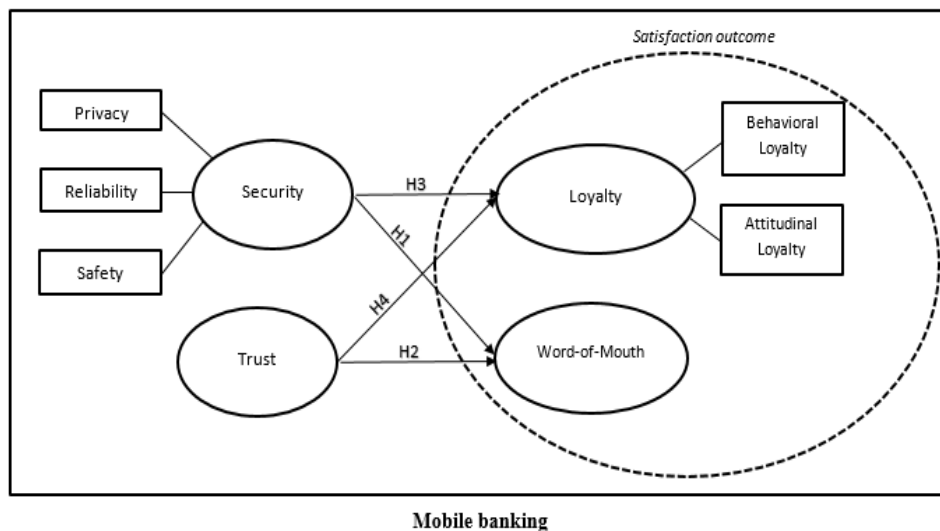 Satisfaction outcome
Privacy
Reliability
Safety
Security
Trust
H3
H1
H4
H2
Loyalty
Word-of-Mouth
Behavioral
Loyalty
Attitudinal
Loyalty
Mobile banking